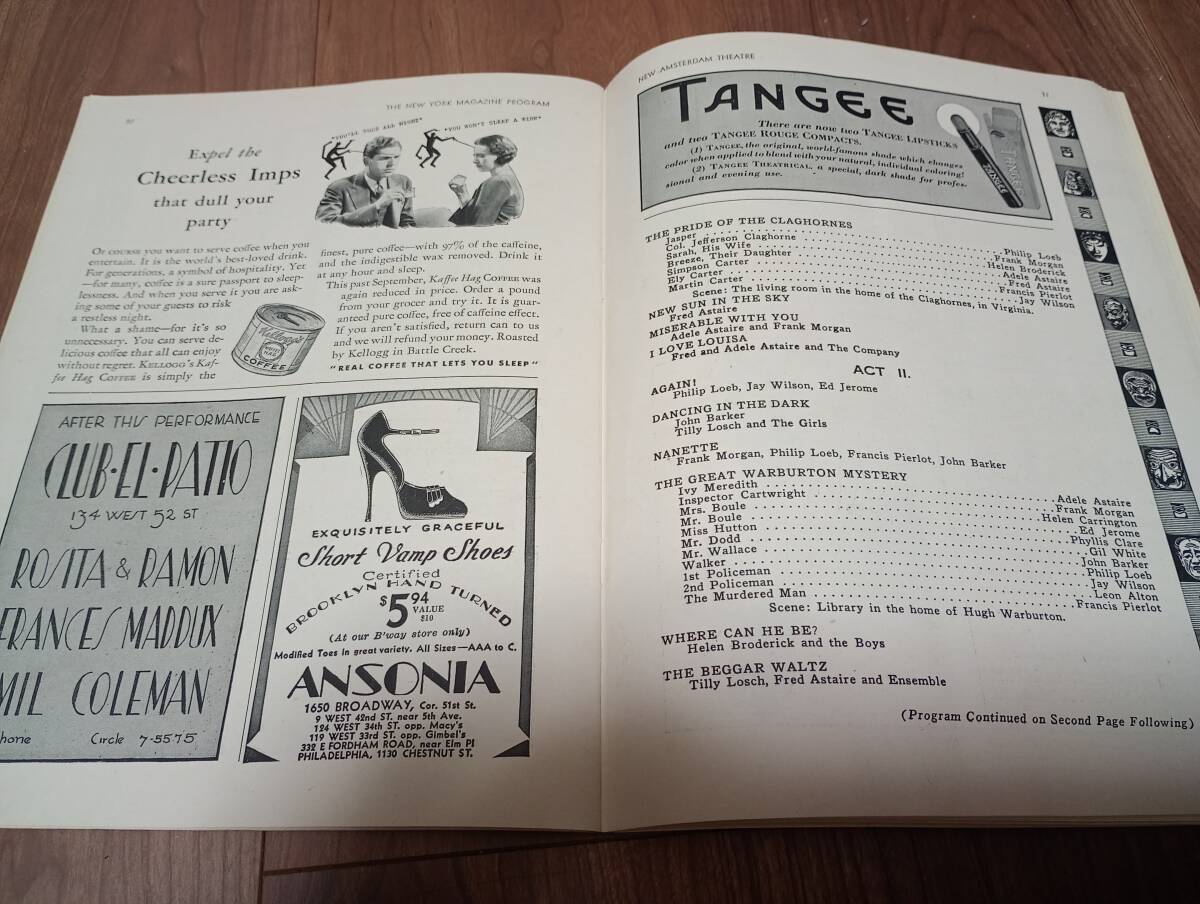 30
THE NEW YORK MAGAZINE PROGRAM
Expel the
Cheerless Imps
that dull your
party
"YOU'LL TOSS ALL NIGHT"
"YOU WON'T SLEEP A WINK"
OF COURSE you want to serve coffee when you
entertain. It is the world's best-loved drink.
For generations, a symbol of hospitality. Yet
—for many, coffee is a sure passport to sleep-
lessness. And when you serve it you are ask-
ing some of your guests to risk
a restless night.
What a shame—for it's so
unnecessary. You can serve de-
licious coffee that all can enjoy
without regret. KELLOGG'S Kaf-
fee Hag COFFEE is simply the
Kellogg's
KAFFEE HAG
COFFEE
finest, pure coffee—with 97% of the caffeine,
and the indigestible wax removed. Drink it
at any hour and sleep.
This past September, Kaffee Hag COFFEE was
again reduced in price. Order a pound
from your grocer and try it. It is guar-
anteed pure coffee, free of caffeine effect.
If you aren't satisfied, return can to us
and we will refund your money. Roasted
by Kellogg in Battle Creek.
"REAL COFFEE THAT LETS YOU SLEEP"
AFTER THIS PERFORMANCE
CLUB·EL·PATIO
134 WEST 52 ST
ROSITA & RAMON
FRANCES MADDUX
MIL COLEMAN
hone Circle 7-5575
EXQUISITELY GRACEFUL
Short Vamp Shoes
Certified
BROOKLYN HAND TURNED
$5.94
VALUE
$10
(At our B'way store only)
Modified Toes in great variety. All Sizes—AAA to C.
ANSONIA
1650 BROADWAY, Cor. 51st St.
9 WEST 42ND ST. near 5th Ave.
124 WEST 34th ST. opp. Macy's
119 WEST 33rd ST. opp. Gimbel's
332 E FORDHAM ROAD, near Elm Pl
PHILADELPHIA, 1130 CHESTNUT ST.
NEW AMSTERDAM THEATRE
31
TANGEE
There are now two TANGEE LIPSTICKS
and two TANGEE ROUGE COMPACTS.
(1) TANGEE, the original, world-famous shade which changes
color when applied to blend with your natural, individual coloring!
(2) TANGEE THEATRICAL, a special, dark shade for profes-
sional and evening use.
TANGEE
TANGEE
THE PRIDE OF THE CLAGHORNES
Jasper Philip Loeb
Col. Jefferson Claghorne Frank Morgan
Sarah, His Wife Helen Broderick
Breeze, Their Daughter Adele Astaire
Simpson Carter Fred Astaire
Ely Carter Francis Pierlot
Martin Carter Jay Wilson
Scene: The living room in the home of the Claghornes, in Virginia.
NEW SUN IN THE SKY
Fred Astaire
MISERABLE WITH YOU
Adele Astaire and Frank Morgan
I LOVE LOUISA
Fred and Adele Astaire and The Company
ACT II.
AGAIN!
Philip Loeb, Jay Wilson, Ed Jerome
DANCING IN THE DARK
John Barker
Tilly Losch and The Girls
NANETTE
Frank Morgan, Philip Loeb, Francis Pierlot, John Barker
THE GREAT WARBURTON MYSTERY
Ivy Meredith Adele Astaire
Inspector Cartwright Frank Morgan
Mrs. Boule Helen Carrington
Mr. Boule Ed Jerome
Miss Hutton Phyllis Clare
Mr. Dodd Gil White
Mr. Wallace John Barker
Walker Philip Loeb
1st Policeman Jay Wilson
2nd Policeman Leon Alton
The Murdered Man Francis Pierlot
Scene: Library in the home of Hugh Warburton.
WHERE CAN HE BE?
Helen Broderick and the Boys
THE BEGGAR WALTZ
Tilly Losch, Fred Astaire and Ensemble
(Program Continued on Second Page Following)